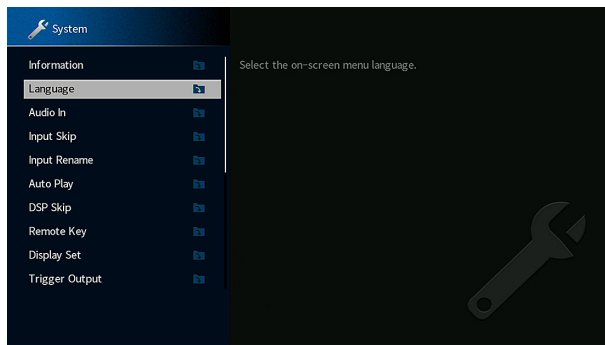 System
Information
Select the on-screen menu language.
Language
Audio In
Input Skip
Input Rename
Auto Play
DSP Skip
Remote Key
Display Set
Trigger Output